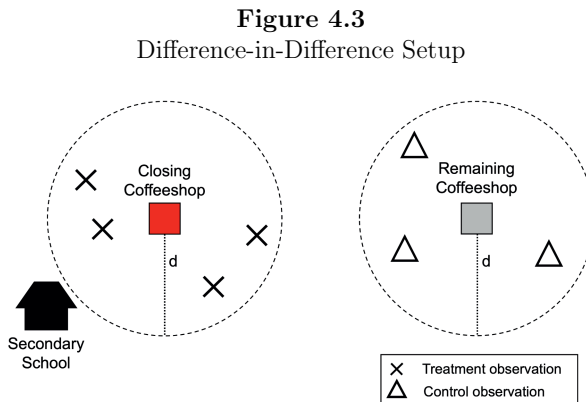 Figure 4.3
Difference-in-Difference Setup
Closing
Coffeeshop
d
Remaining
Coffeeshop
d
Secondary
School
Treatment observation
Control observation